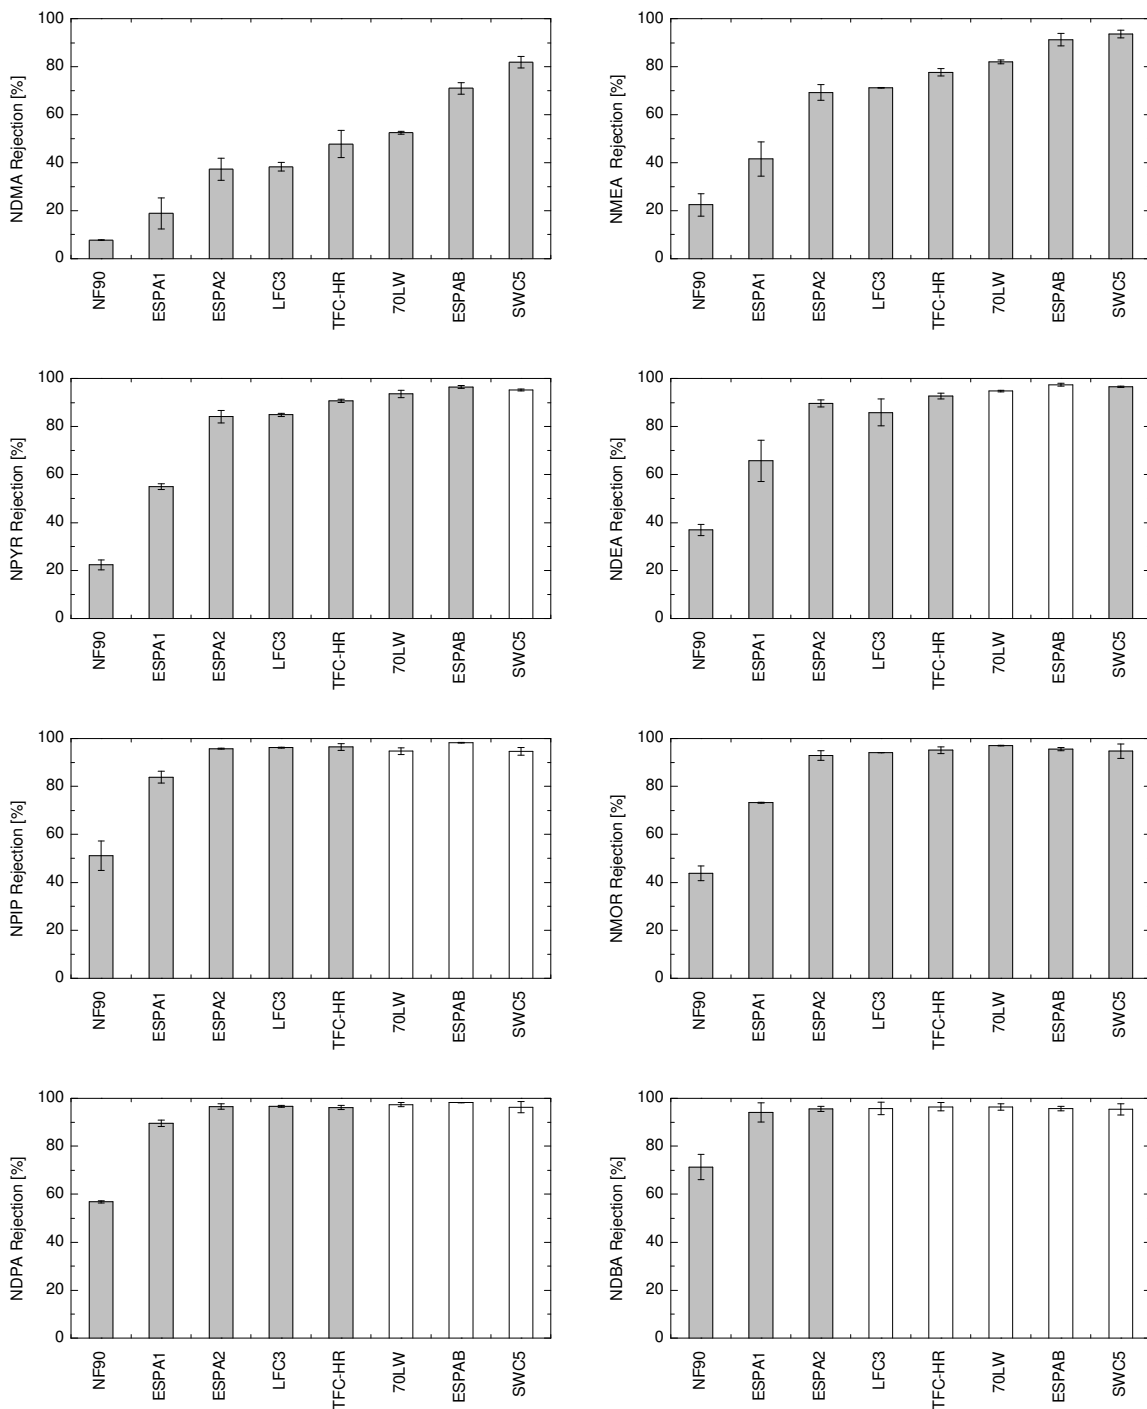 NDMA Rejection [%]
100
80
60
40
20
0
NF90
ESPA1
ESPA2
LFC3
TFC-HR
70LW
ESPAB
SWC5
NMEA Rejection [%]
100
80
60
40
20
0
NF90
ESPA1
ESPA2
LFC3
TFC-HR
70LW
ESPAB
SWC5
NPYR Rejection [%]
100
80
60
40
20
0
NF90
ESPA1
ESPA2
LFC3
TFC-HR
70LW
ESPAB
SWC5
NDEA Rejection [%]
100
80
60
40
20
0
NF90
ESPA1
ESPA2
LFC3
TFC-HR
70LW
ESPAB
SWC5
NPIP Rejection [%]
100
80
60
40
20
0
NF90
ESPA1
ESPA2
LFC3
TFC-HR
70LW
ESPAB
SWC5
NMOR Rejection [%]
100
80
60
40
20
0
NF90
ESPA1
ESPA2
LFC3
TFC-HR
70LW
ESPAB
SWC5
NDPA Rejection [%]
100
80
60
40
20
0
NF90
ESPA1
ESPA2
LFC3
TFC-HR
70LW
ESPAB
SWC5
NDBA Rejection [%]
100
80
60
40
20
0
NF90
ESPA1
ESPA2
LFC3
TFC-HR
70LW
ESPAB
SWC5